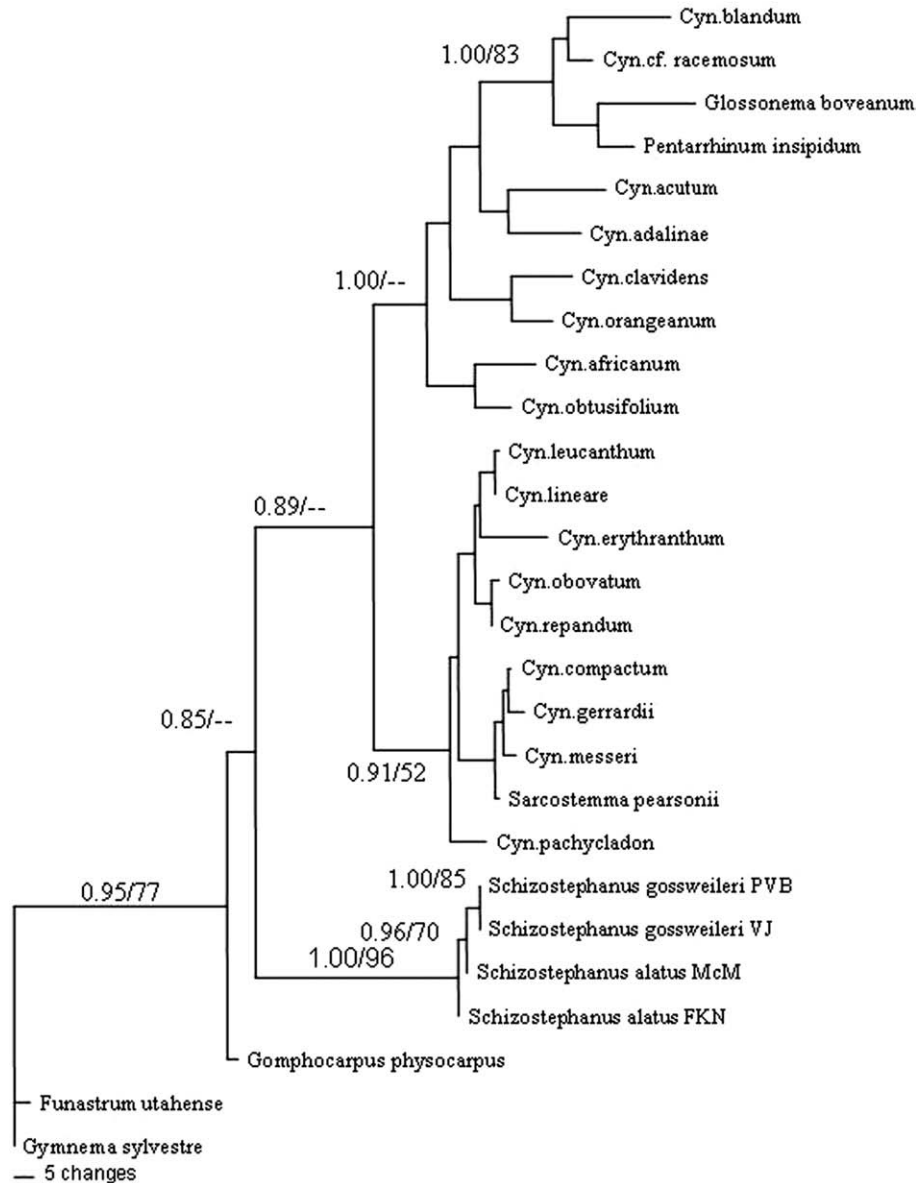 Cyn.blandum
1.00/83
Cyn.cf. racemosum
Glossonema boveanum
Pentarrhinum insipidum
Cyn.acutum
Cyn.adalinae
1.00/--
Cyn.clavidens
Cyn.orangeanum
Cyn.africanum
Cyn.obtusifolium
Cyn.leucanthum
Cyn.lineare
0.89/--
Cyn.erythranthum
Cyn.obovatum
Cyn.repandum
Cyn.compactum
Cyn.gerrardii
0.85/--
Cyn.messeri
0.91/52
Sarcostemma pearsonii
Cyn.pachycladon
1.00/85
Schizostephanus gossweileri PVB
0.95/77
Schizostephanus gossweileri VJ
0.96/70
1.00/96
Schizostephanus alatus McM
Schizostephanus alatus FKN
Gomphocarpus physocarpus
Funastrum utahense
Gymnema sylvestre
5 changes